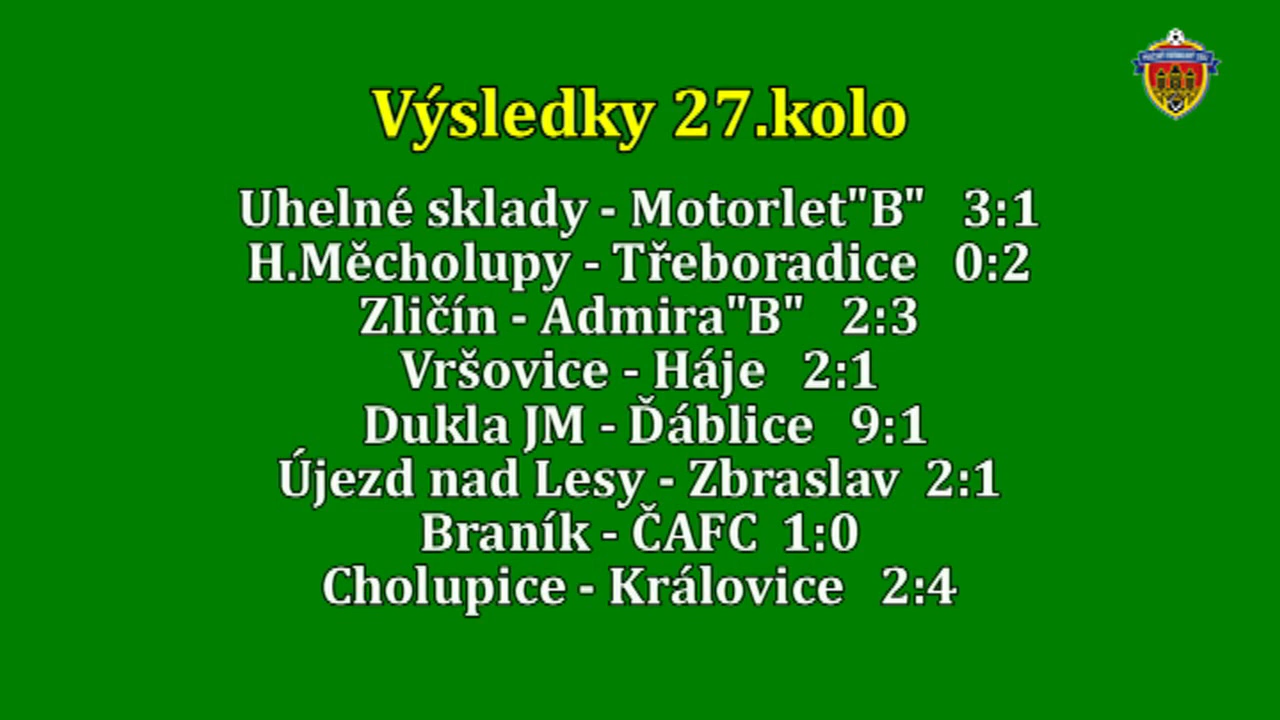 Výsledky 27.kolo
Uhelné sklady - Motorlet"B" 3:1
H.Měcholupy - Třeboradice 0:2
Zličín - Admira"B" 2:3
Vršovice - Háje 2:1
Dukla JM - Ďáblice 9:1
Újezd nad Lesy - Zbraslav 2:1
Braník - ČAFC 1:0
Cholupice - Královice 2:4